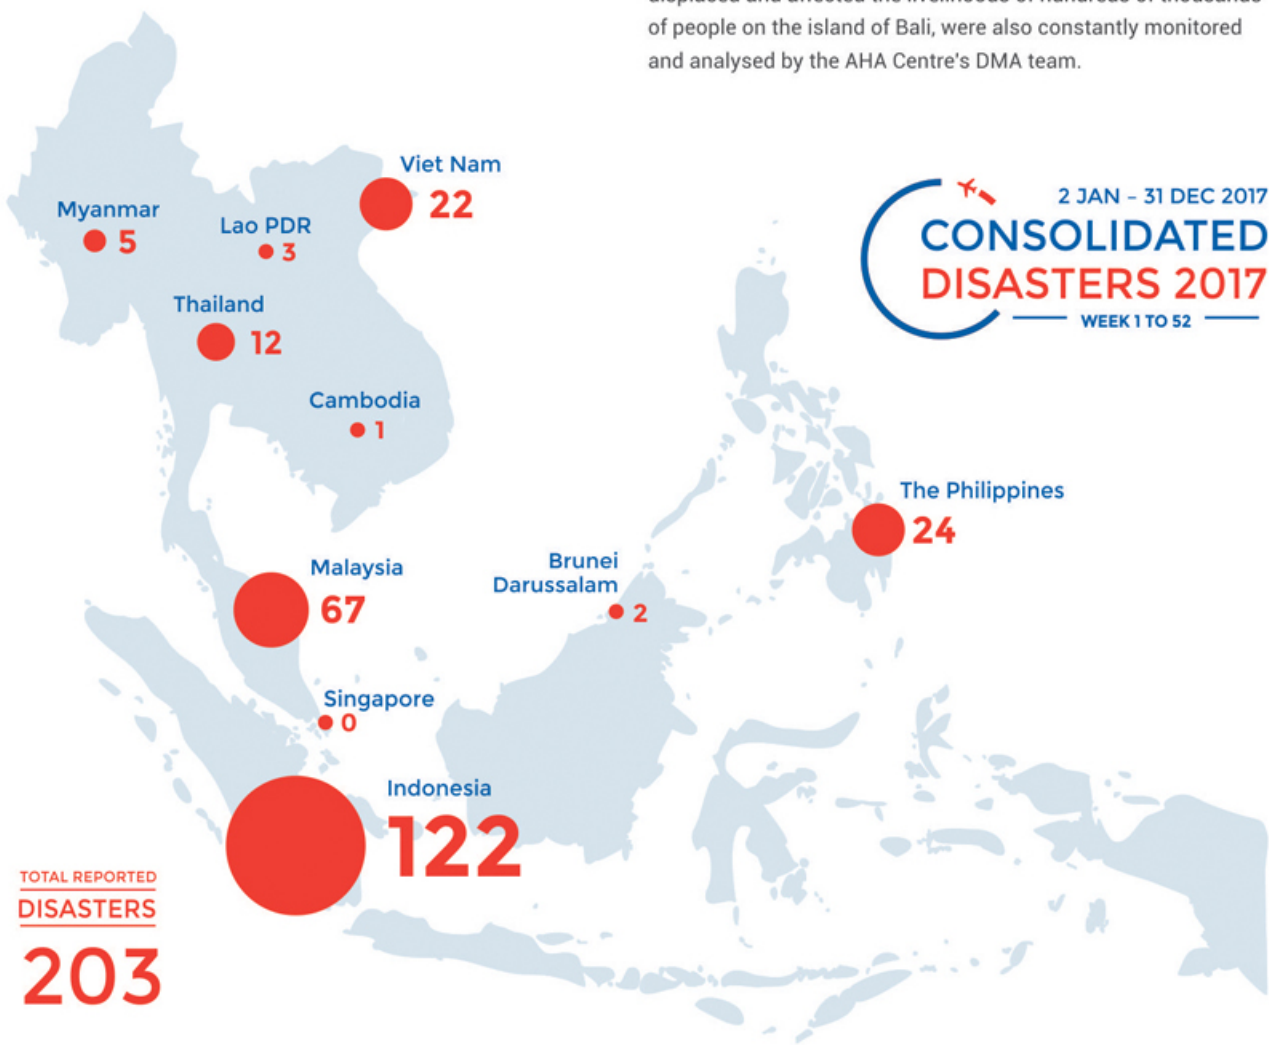 of people on the island of Bali, were also constantly monitored
and analysed by the AHA Centre's DMA team.
2 JAN – 31 DEC 2017
CONSOLIDATED
DISASTERS 2017
WEEK 1 TO 52
Viet Nam
22
Myanmar
5
Lao PDR
3
Thailand
12
Cambodia
1
The Philippines
24
Malaysia
67
Brunei
Darussalam
2
Singapore
0
Indonesia
122
TOTAL REPORTED
DISASTERS
203